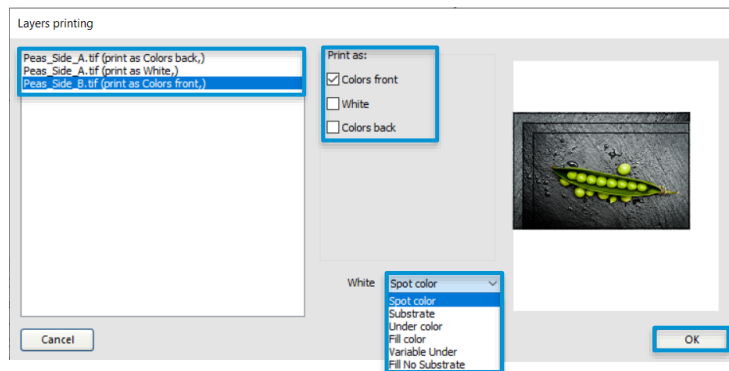 Layers printing
Peas_Side_A.tif (print as Colors back,)
Peas_Side_A.tif (print as White,)
Peas_Side_B.tif (print as Colors front,)
Print as:
Colors front
White
Colors back
White
Spot color
Spot color
Substrate
Under color
Fill color
Variable Under
Fill No Substrate
Cancel
OK